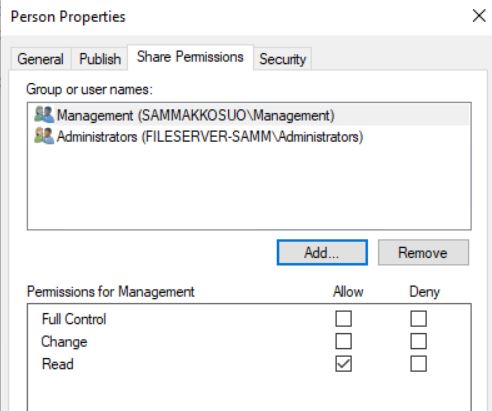 Person Properties
General Publish Share Permissions Security
Group or user names:
Management (SAMMAKKOSUO\Management)
Administrators (FILESERVER-SAMM\Administrators)
Add... Remove
Permissions for Management Allow Deny
Full Control
Change
Read